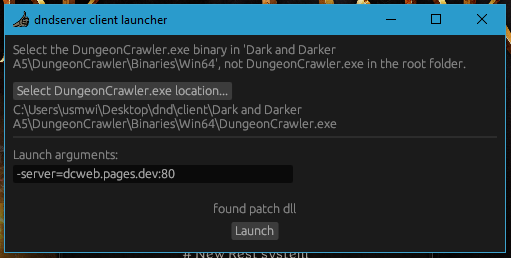 dndserver client launcher
Select the DungeonCrawler.exe binary in 'Dark and Darker
A5\DungeonCrawler\Binaries\Win64', not DungeonCrawler.exe in the root folder.
Select DungeonCrawler.exe location...
C:\Users\usmwi\Desktop\dnd\client\Dark and Darker
A5\DungeonCrawler\Binaries\Win64\DungeonCrawler.exe
Launch arguments:
-server=dcweb.pages.dev:80
found patch dll
Launch
# New Rest system